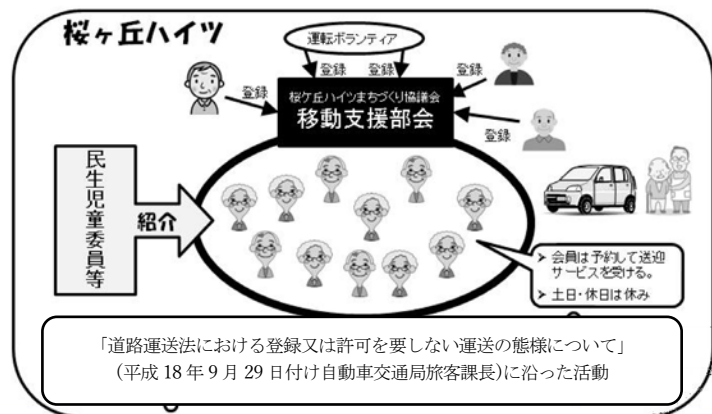 桜ヶ丘ハイツ
運転ボランティア
登録
登録
登録
登録
登録
桜ケ丘ハイツまちづくり協議会
移動支援部会
民生児童委員等
紹介
➢ 会員は予約して送迎
サービスを受ける。
➢ 土日・休日は休み
「道路運送法における登録又は許可を要しない運送の態様について」
(平成 18 年 9 月 29 日付け自動車交通局旅客課長)に沿った活動